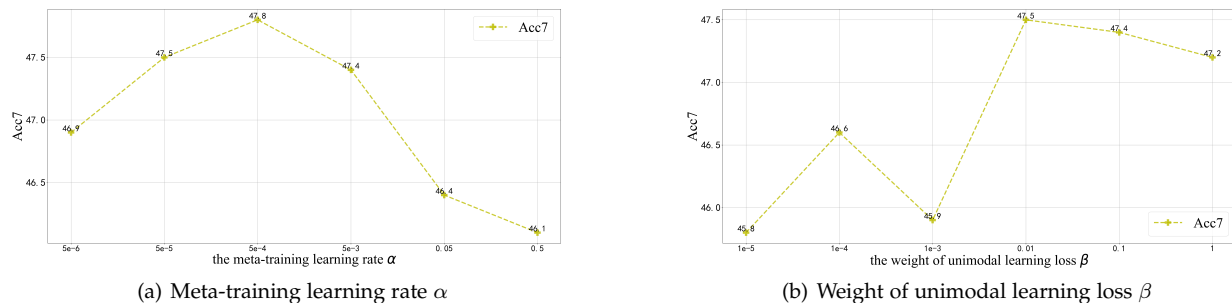 47.8
Acc7
47.5
47.5
47.4
Acc7
47.0
46.9
46.5
46.4
46.1
5e-6 5e-5 5e-4 5e-3 0.05 0.5
the meta-training learning rate α
(a) Meta-training learning rate α
47.5
47.5
47.4
47.2
47.0
Acc7
46.6
46.5
46.0
45.9
Acc7
45.8
1e-5 1e-4 1e-3 0.01 0.1 1
the weight of unimodal learning loss β
(b) Weight of unimodal learning loss β